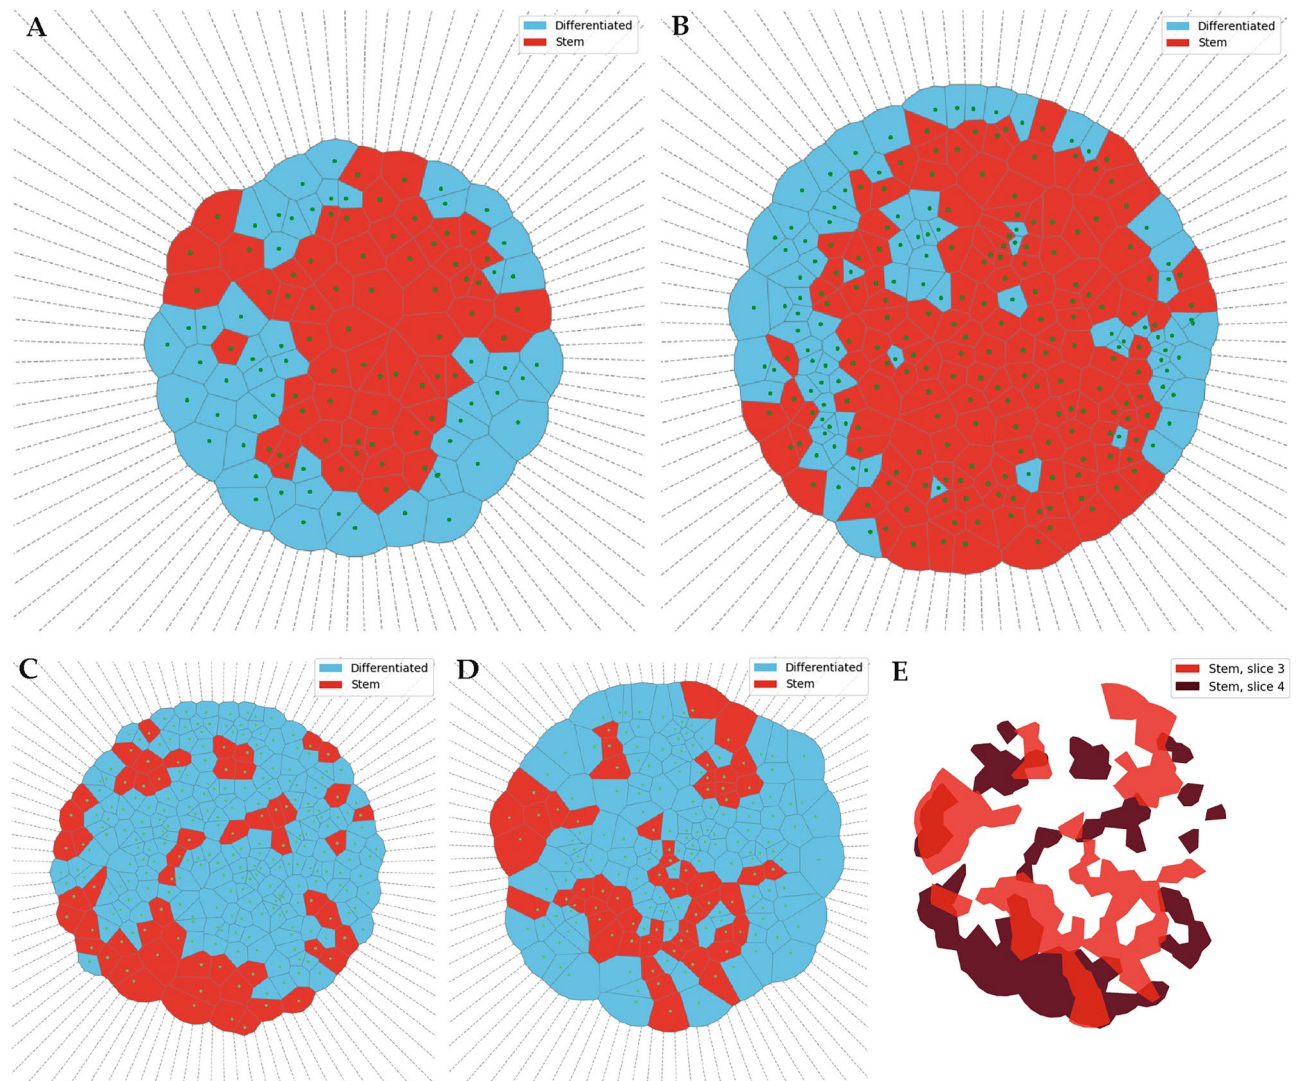 A
Differentiated
Stem
B
Differentiated
Stem
C
Differentiated
Stem
D
Differentiated
Stem
E
Stem, slice 3
Stem, slice 4